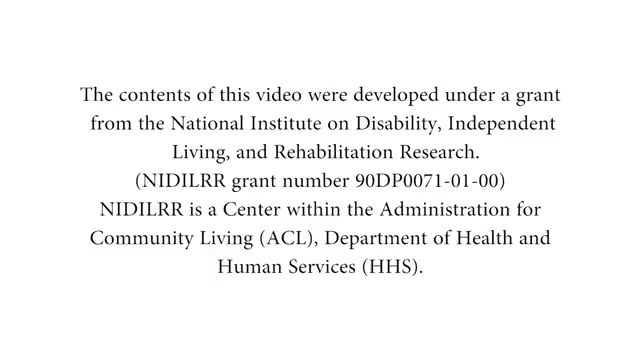 The contents of this video were developed under a grant
from the National Institute on Disability, Independent
Living, and Rehabilitation Research.
(NIDILRR grant number 90DP0071-01-00)
NIDILRR is a Center within the Administration for
Community Living (ACL), Department of Health and
Human Services (HHS).